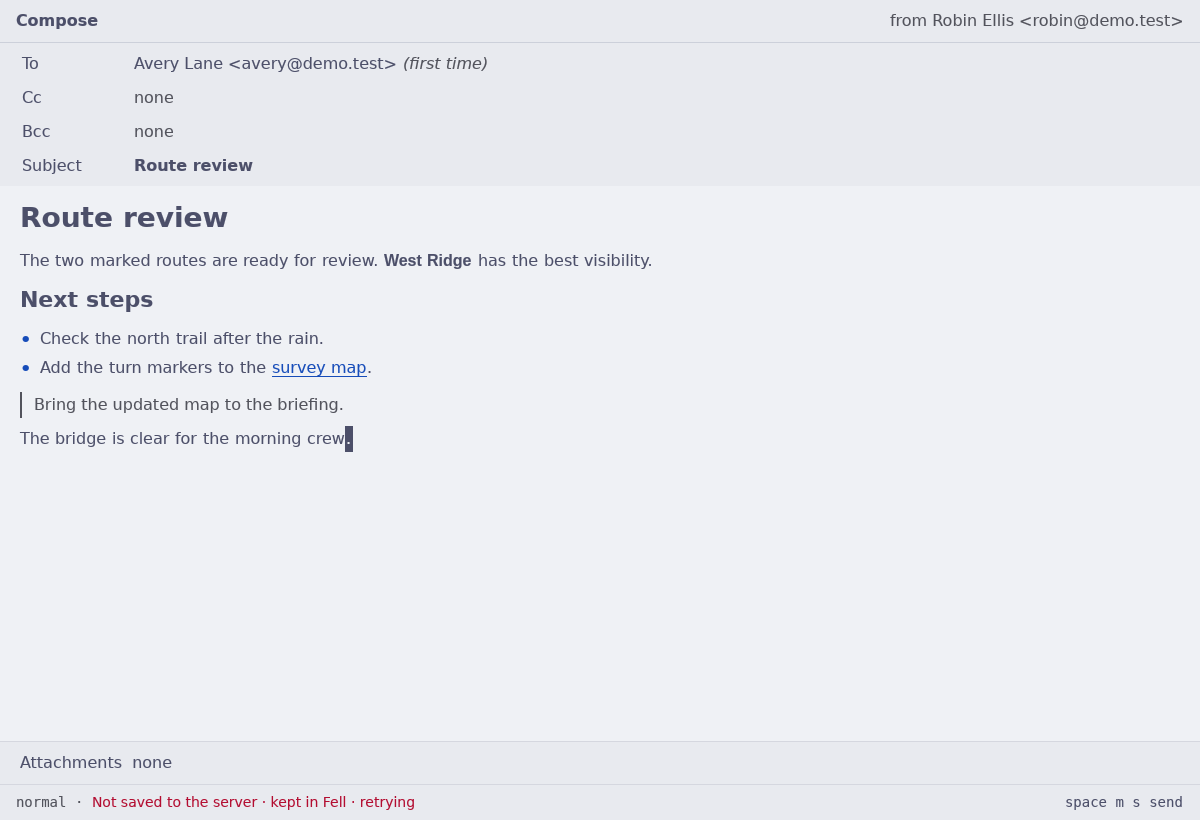 Compose from Robin Ellis <robin@demo.test>
To Avery Lane <avery@demo.test> (first time)
Cc none
Bcc none
Subject Route review
Route review
The two marked routes are ready for review. West Ridge has the best visibility.
Next steps
• Check the north trail after the rain.
• Add the turn markers to the survey map.
Bring the updated map to the briefing.
The bridge is clear for the morning crew.
Attachments none
normal · Not saved to the server · kept in Fell · retrying space m s send